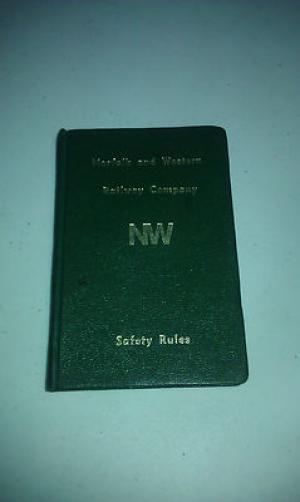 Norfolk and Western
Railway Company
NW
Safety Rules